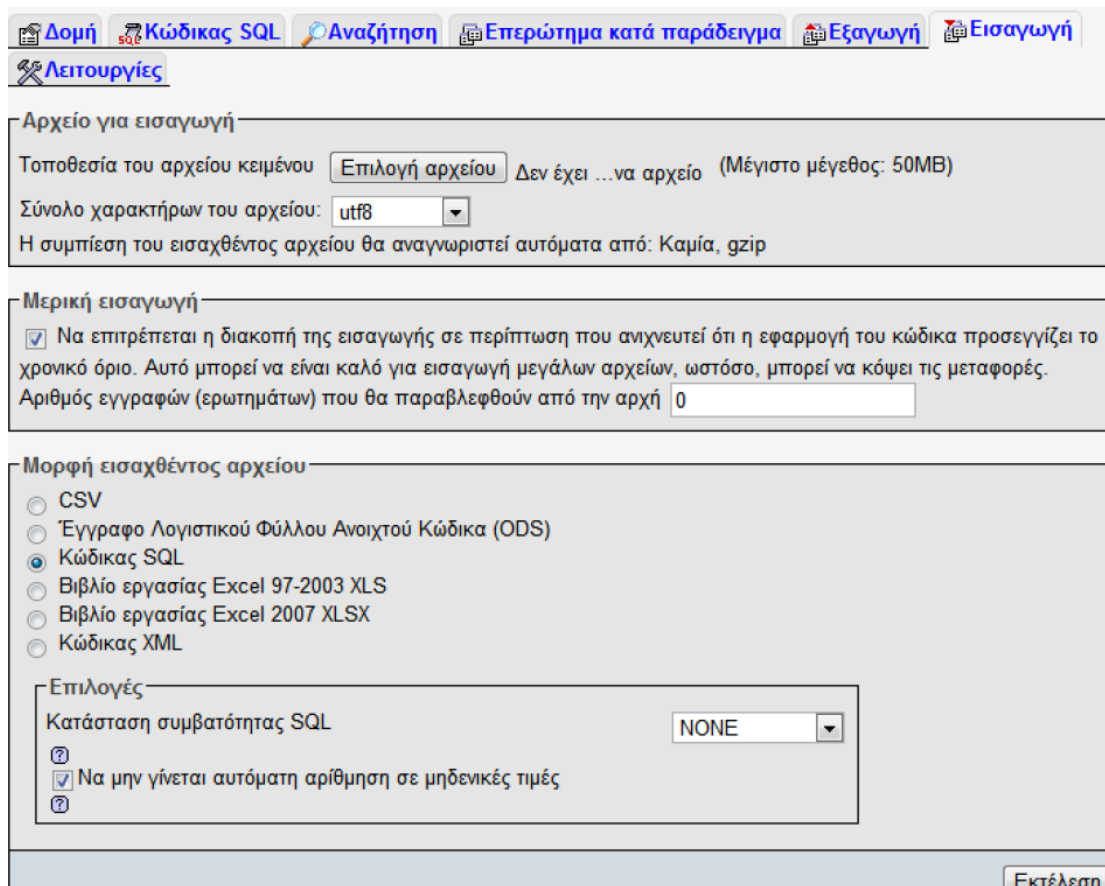 Δομή Κώδικας SQL Αναζήτηση Επερώτημα κατά παράδειγμα Εξαγωγή Εισαγωγή
Λειτουργίες
Αρχείο για εισαγωγή
Τοποθεσία του αρχείου κειμένου Επιλογή αρχείου Δεν έχει ...να αρχείο (Μέγιστο μέγεθος: 50MB)
Σύνολο χαρακτήρων του αρχείου: utf8
Η συμπίεση του εισαχθέντος αρχείου θα αναγνωριστεί αυτόματα από: Καμία, gzip
Μερική εισαγωγή
Να επιτρέπεται η διακοπή της εισαγωγής σε περίπτωση που ανιχνευτεί ότι η εφαρμογή του κώδικα προσεγγίζει το
χρονικό όριο. Αυτό μπορεί να είναι καλό για εισαγωγή μεγάλων αρχείων, ωστόσο, μπορεί να κόψει τις μεταφορές.
Αριθμός εγγραφών (ερωτημάτων) που θα παραβλεφθούν από την αρχή 0
Μορφή εισαχθέντος αρχείου
CSV
Έγγραφο Λογιστικού Φύλλου Ανοιχτού Κώδικα (ODS)
Κώδικας SQL
Βιβλίο εργασίας Excel 97-2003 XLS
Βιβλίο εργασίας Excel 2007 XLSX
Κώδικας XML
Επιλογές
Κατάσταση συμβατότητας SQL NONE
Να μην γίνεται αυτόματη αρίθμηση σε μηδενικές τιμές
Εκτέλεση